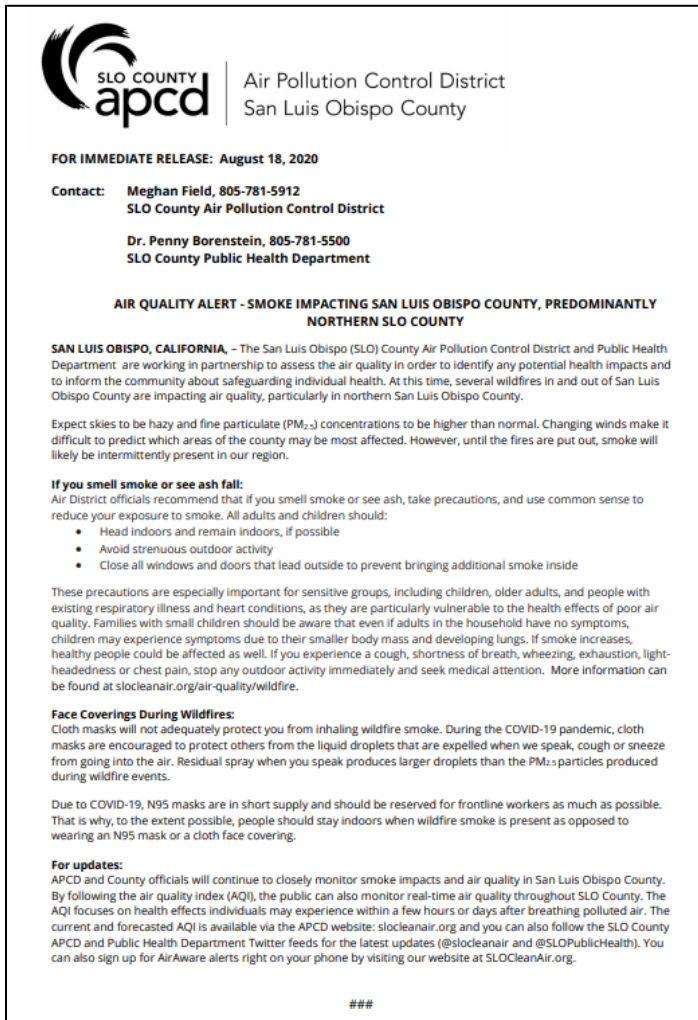 SLO COUNTY
apcd
Air Pollution Control District
San Luis Obispo County
FOR IMMEDIATE RELEASE: August 18, 2020
Contact: Meghan Field, 805-781-5912
SLO County Air Pollution Control District
Dr. Penny Borenstein, 805-781-5500
SLO County Public Health Department
AIR QUALITY ALERT - SMOKE IMPACTING SAN LUIS OBISPO COUNTY, PREDOMINANTLY
NORTHERN SLO COUNTY
SAN LUIS OBISPO, CALIFORNIA, – The San Luis Obispo (SLO) County Air Pollution Control District and Public Health
Department are working in partnership to assess the air quality in order to identify any potential health impacts and
to inform the community about safeguarding individual health. At this time, several wildfires in and out of San Luis
Obispo County are impacting air quality, particularly in northern San Luis Obispo County.
Expect skies to be hazy and fine particulate (PM2.5) concentrations to be higher than normal. Changing winds make it
difficult to predict which areas of the county may be most affected. However, until the fires are put out, smoke will
likely be intermittently present in our region.
If you smell smoke or see ash fall:
Air District officials recommend that if you smell smoke or see ash, take precautions, and use common sense to
reduce your exposure to smoke. All adults and children should:
• Head indoors and remain indoors, if possible
• Avoid strenuous outdoor activity
• Close all windows and doors that lead outside to prevent bringing additional smoke inside
These precautions are especially important for sensitive groups, including children, older adults, and people with
existing respiratory illness and heart conditions, as they are particularly vulnerable to the health effects of poor air
quality. Families with small children should be aware that even if adults in the household have no symptoms,
children may experience symptoms due to their smaller body mass and developing lungs. If smoke increases,
healthy people could be affected as well. If you experience a cough, shortness of breath, wheezing, exhaustion, light-
headedness or chest pain, stop any outdoor activity immediately and seek medical attention. More information can
be found at slocleanair.org/air-quality/wildfire.
Face Coverings During Wildfires:
Cloth masks will not adequately protect you from inhaling wildfire smoke. During the COVID-19 pandemic, cloth
masks are encouraged to protect others from the liquid droplets that are expelled when we speak, cough or sneeze
from going into the air. Residual spray when you speak produces larger droplets than the PM2.5 particles produced
during wildfire events.
Due to COVID-19, N95 masks are in short supply and should be reserved for frontline workers as much as possible.
That is why, to the extent possible, people should stay indoors when wildfire smoke is present as opposed to
wearing an N95 mask or a cloth face covering.
For updates:
APCD and County officials will continue to closely monitor smoke impacts and air quality in San Luis Obispo County.
By following the air quality index (AQI), the public can also monitor real-time air quality throughout SLO County. The
AQI focuses on health effects individuals may experience within a few hours or days after breathing polluted air. The
current and forecasted AQI is available via the APCD website: slocleanair.org and you can also follow the SLO County
APCD and Public Health Department Twitter feeds for the latest updates (@slocleanair and @SLOPublicHealth). You
can also sign up for AirAware alerts right on your phone by visiting our website at SLOCleanAir.org.
###